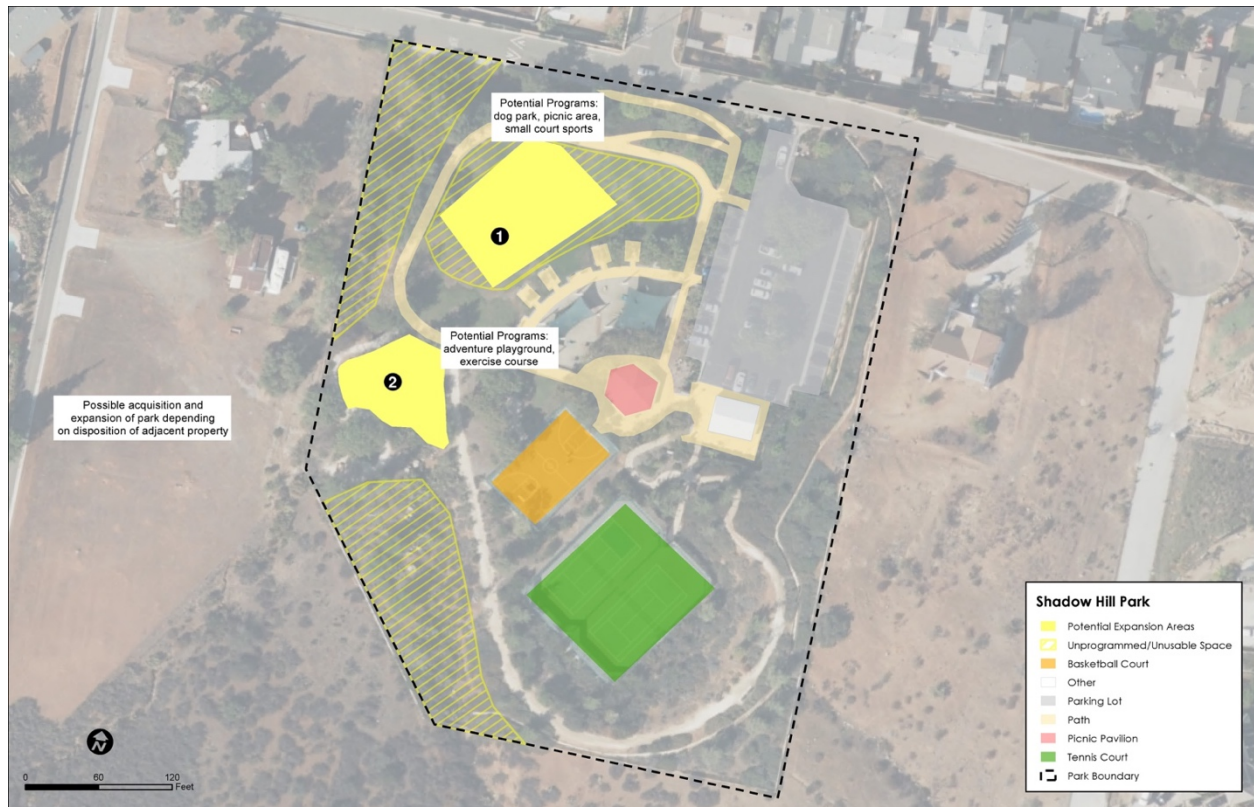 Potential Programs:
dog park, picnic area,
small court sports
1
Potential Programs:
adventure playground,
exercise course
2
Possible acquisition and
expansion of park depending
on disposition of adjacent property
Shadow Hill Park
Potential Expansion Areas
Unprogrammed/Unusable Space
Basketball Court
Other
Parking Lot
Path
Picnic Pavilion
Tennis Court
Park Boundary
N
0 60 120
Feet